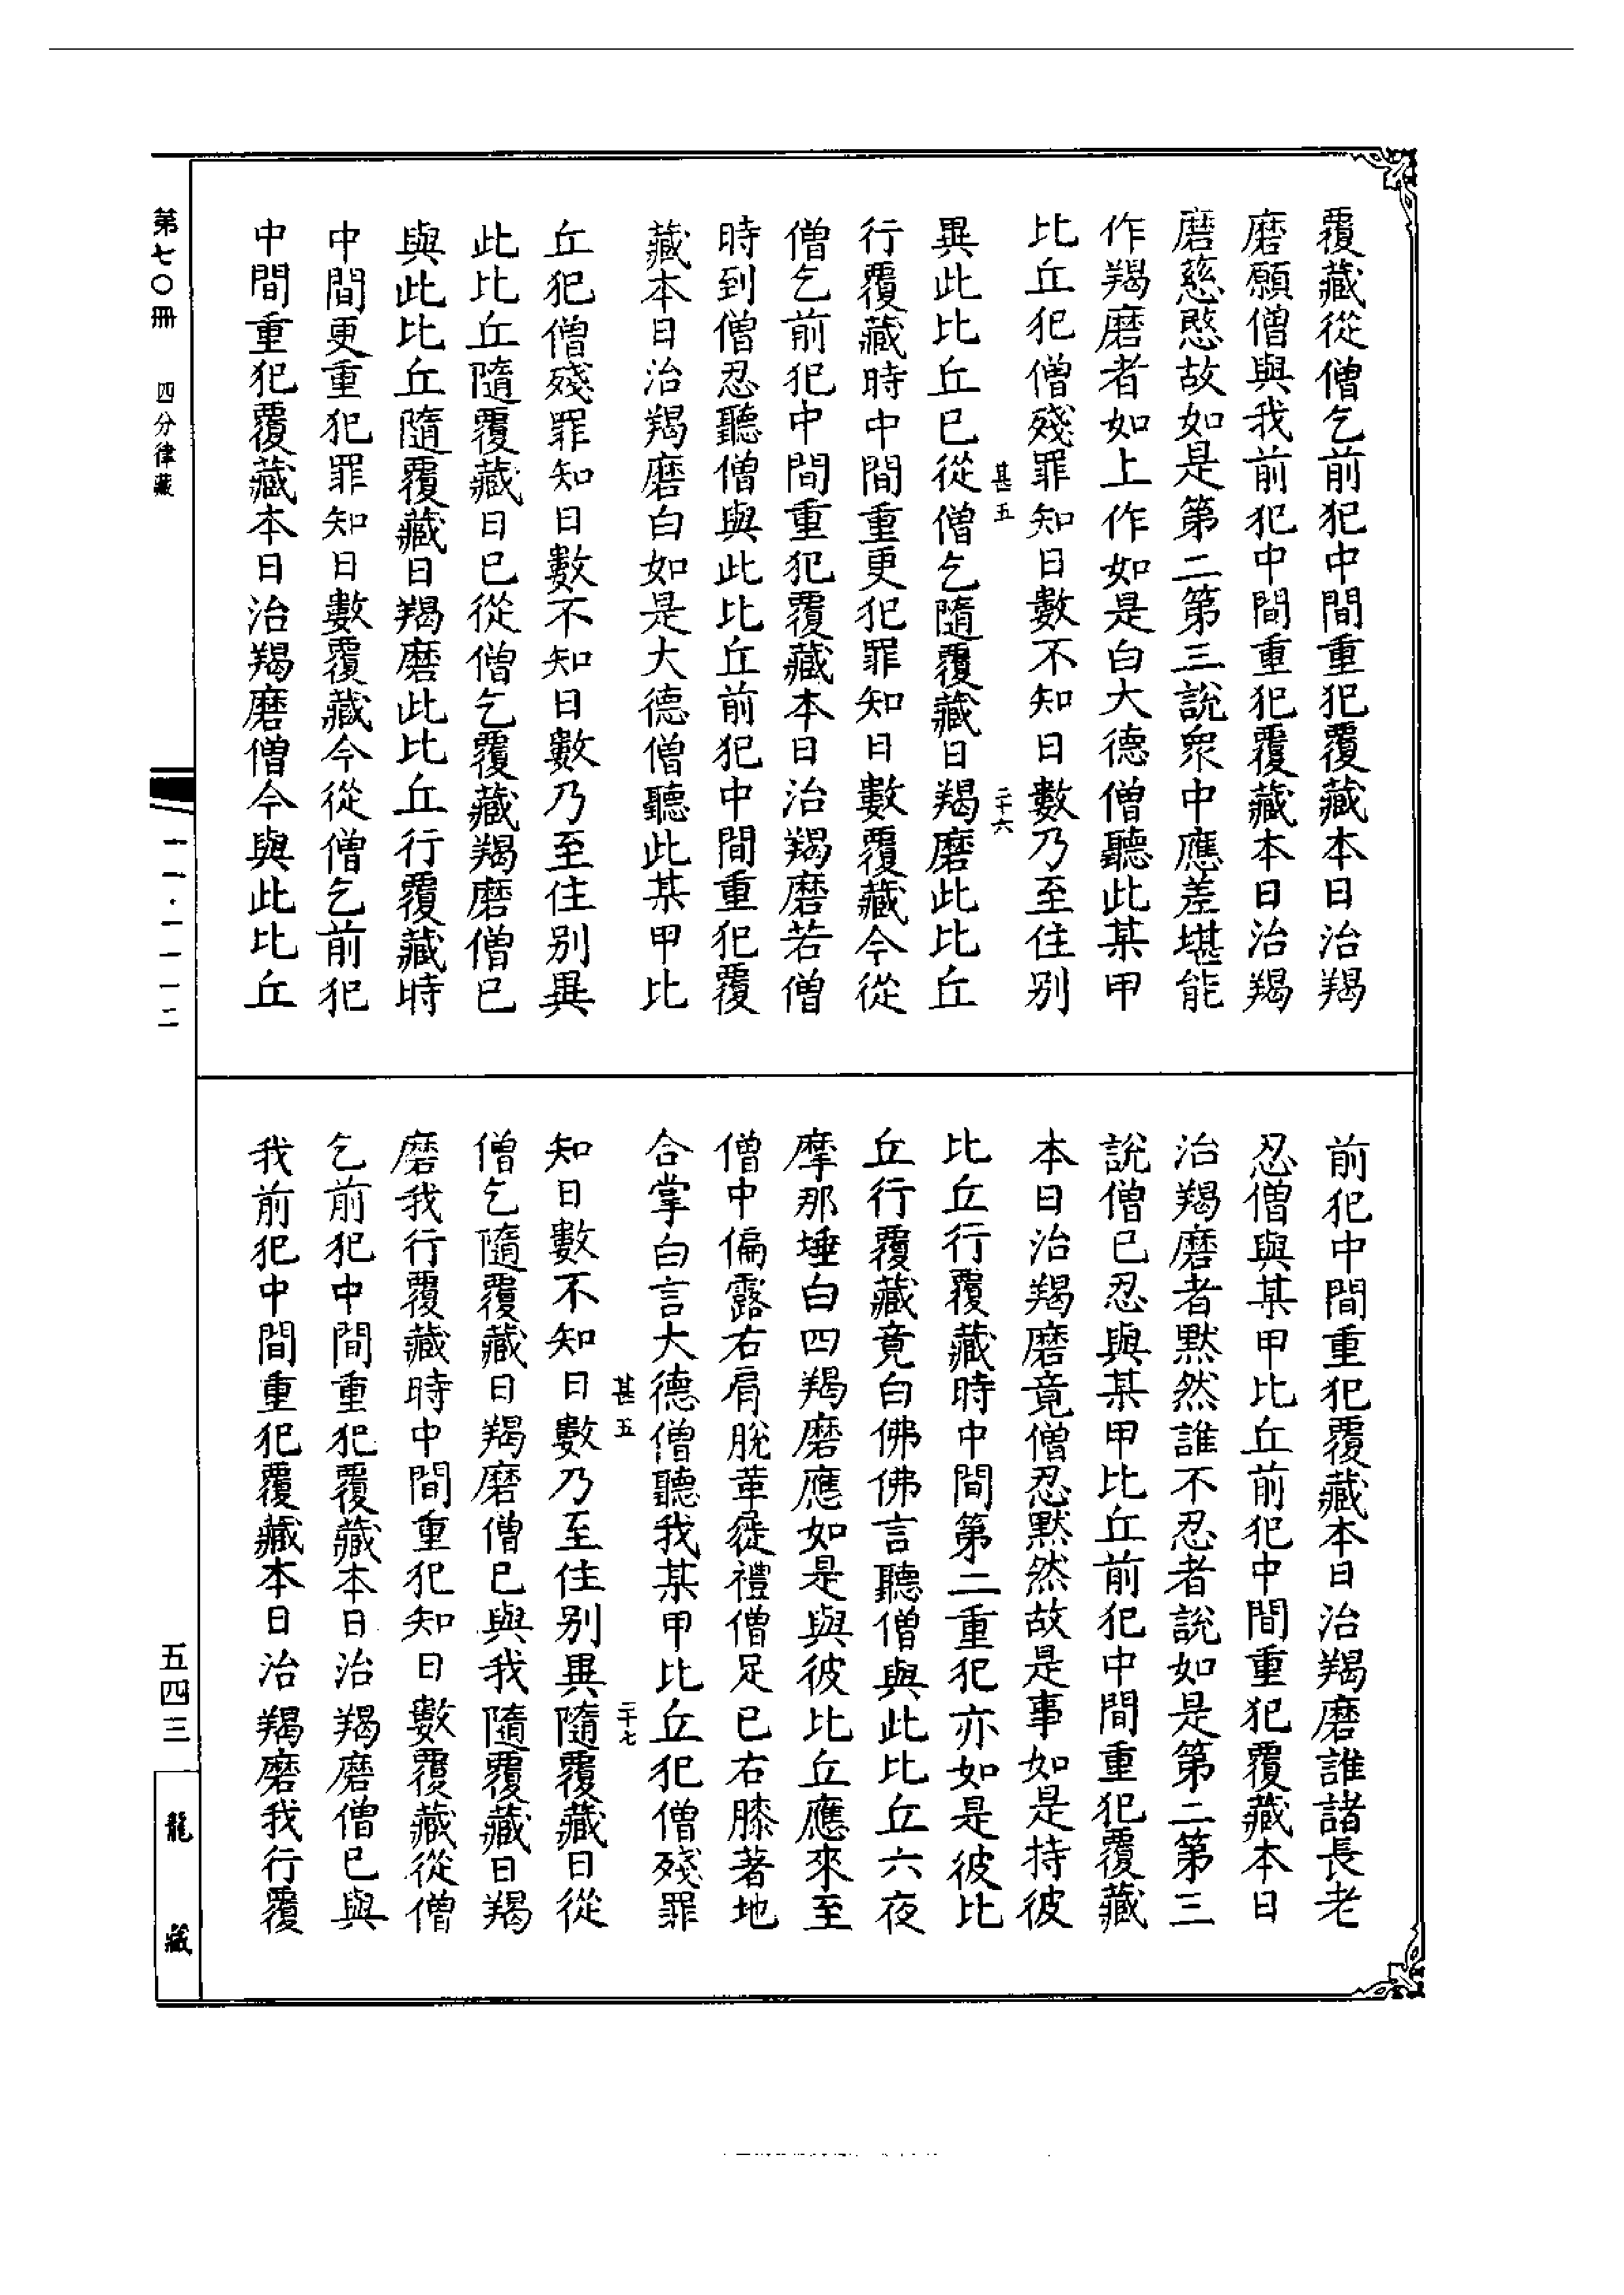 覆藏從僧乞前犯中間重犯覆藏本日治羯
磨願僧與我前犯中間重犯覆藏本日治羯
磨慈愍故如是第二第三說眾中應差堪能
作羯磨者如上作如是白大德僧聽此某甲
比丘犯僧殘罪知日數不知日數乃至住別
甚五 二十六
異此比丘已從僧乞隨覆藏日羯磨此比丘
行覆藏時中間重更犯罪知日數覆藏今從
僧乞前犯中間重犯覆藏本日治羯磨若僧
時到僧忍聽僧與此比丘前犯中間重犯覆
藏本日治羯磨白如是大德僧聽此某甲比
丘犯僧殘罪知日數不知日數乃至住別異
此比丘隨覆藏日已從僧乞覆藏羯磨僧已
與此比丘隨覆藏日羯磨此比丘行覆藏時
中間更重犯罪知日數覆藏今從僧乞前犯
中間重犯覆藏本日治羯磨僧今與此比丘
前犯中間重犯覆藏本日治羯磨誰諸長老
忍僧與某甲比丘前犯中間重犯覆藏本日
治羯磨者默然誰不忍者說如是第二第三
說僧已忍與某甲比丘前犯中間重犯覆藏
本日治羯磨竟僧忍默然故是事如是持彼
比丘行覆藏時中間第二重犯亦如是彼比
丘行覆藏竟白佛佛言聽僧與此比丘六夜
摩那埵白四羯磨應如是與彼比丘應來至
僧中偏露右肩脫革屣禮僧足已右膝著地
合掌白言大德僧聽我某甲比丘犯僧殘罪
甚五 二十七
知日數不知日數乃至住別異隨覆藏日從
僧乞隨覆藏日羯磨僧已與我隨覆藏日羯
磨我行覆藏時中間重犯知日數覆藏從僧
乞前犯中間重犯覆藏本日治羯磨僧已與
我前犯中間重犯覆藏本日治羯磨我行覆
第七〇冊 四分律藏
一一·一一一二
五四三
龍藏